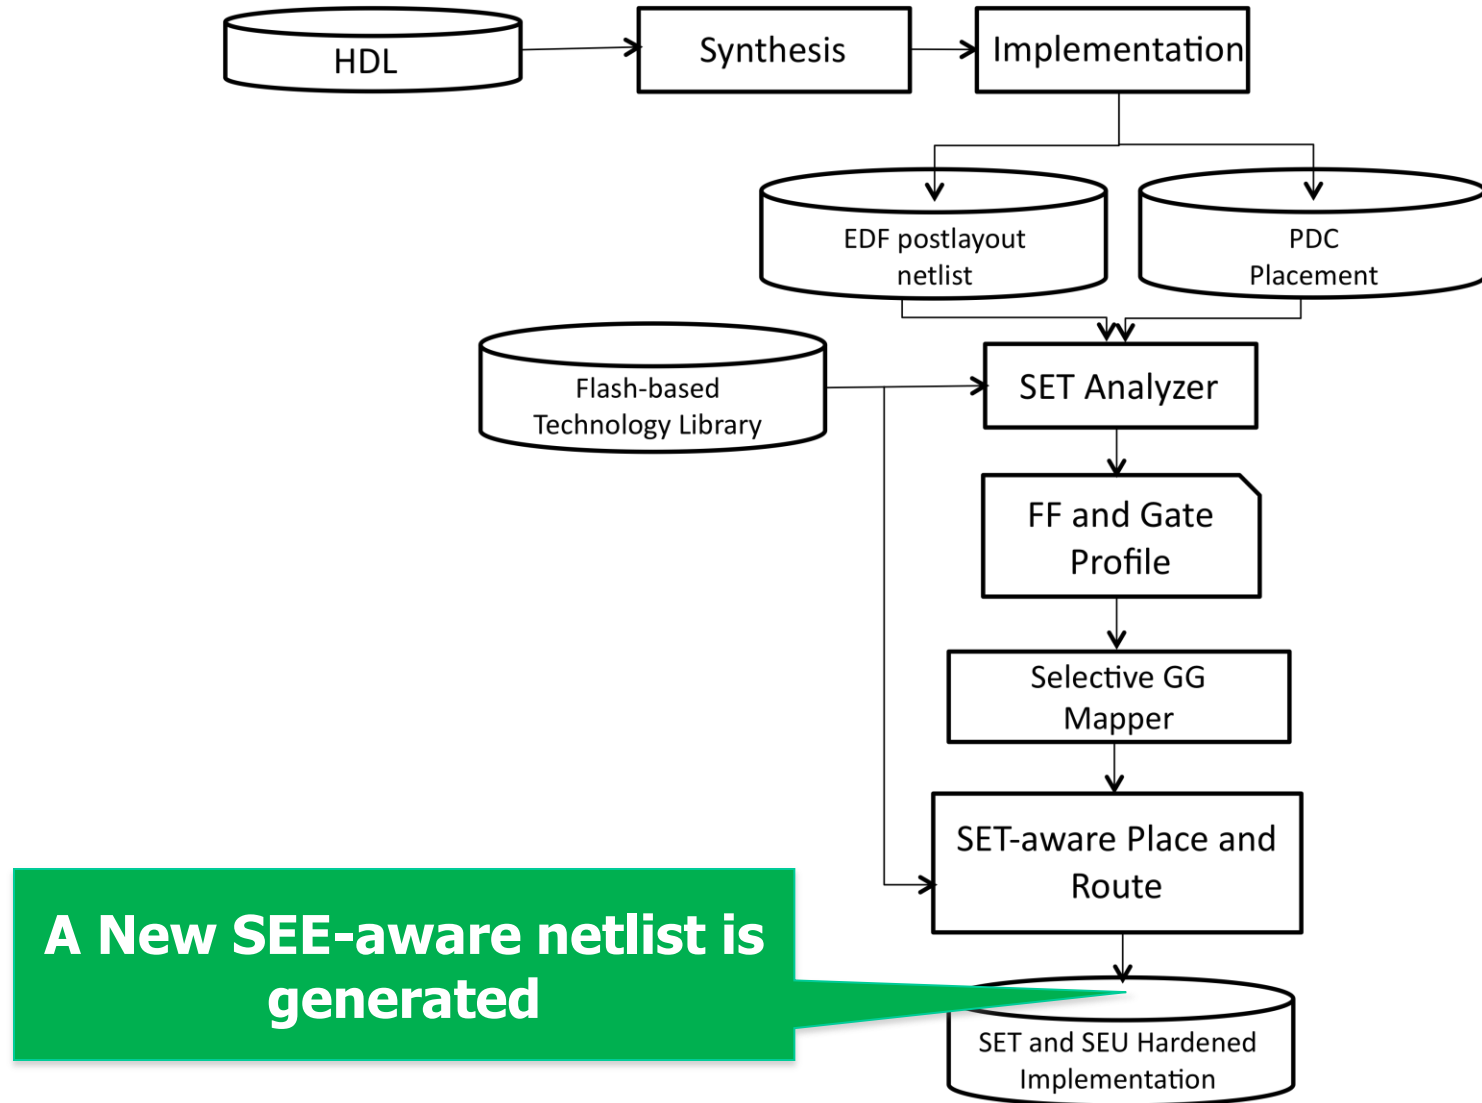 HDL
Synthesis
Implementation
EDF postlayout
netlist
PDC
Placement
Flash-based
Technology Library
SET Analyzer
FF and Gate
Profile
Selective GG
Mapper
SET-aware Place and
Route
A New SEE-aware netlist is
generated
SET and SEU Hardened
Implementation